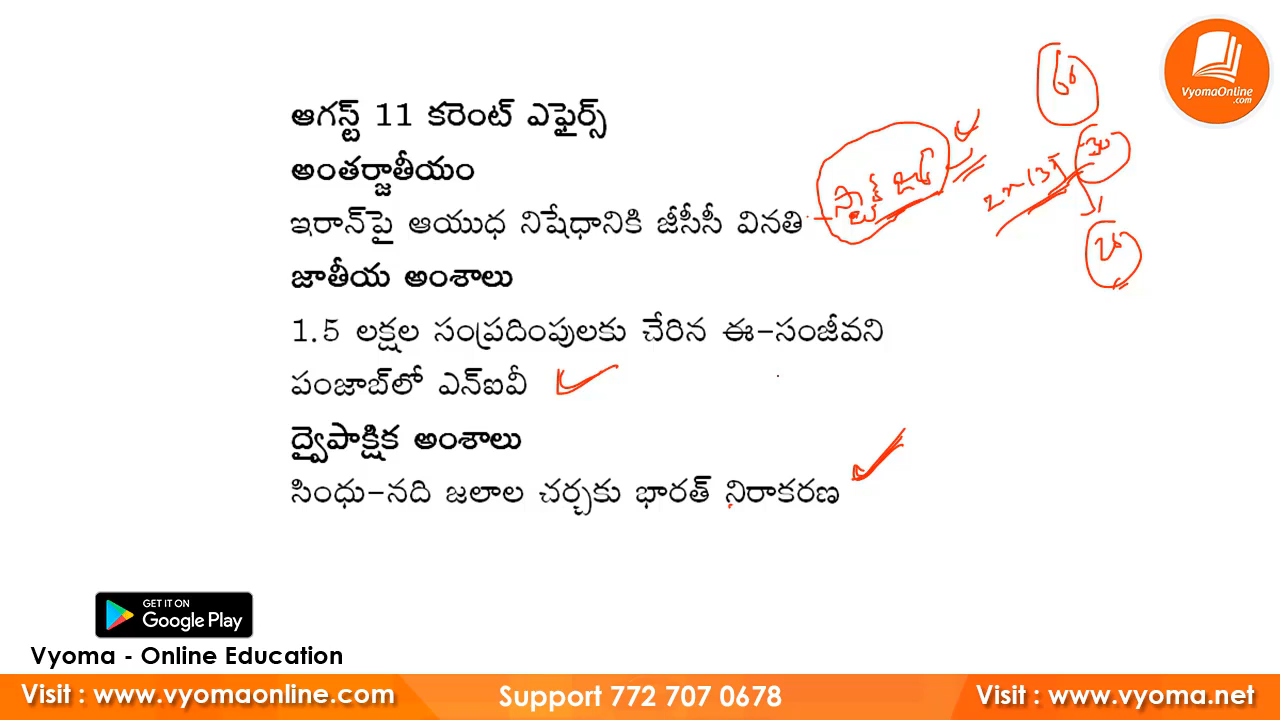 VyomaOnline
.com
ఆగస్ట్ 11 కరెంట్ ఎఫైర్స్
అంతర్జాతీయం
ఇరాన్‌పై ఆయుధ నిషేధానికి జీసీసీ వినతి
జాతీయ అంశాలు
1.5 లక్షల సంప్రదింపులకు చేరిన ఈ-సంజీవని
పంజాబ్‌లో ఎన్ఐవీ
ద్వైపాక్షిక అంశాలు
సింధు-నది జలాల చర్చకు భారత్ నిరాకరణ
GET IT ON
Google Play
Vyoma - Online Education
Visit : www.vyomaonline.com
Support 772 707 0678
Visit : www.vyoma.net